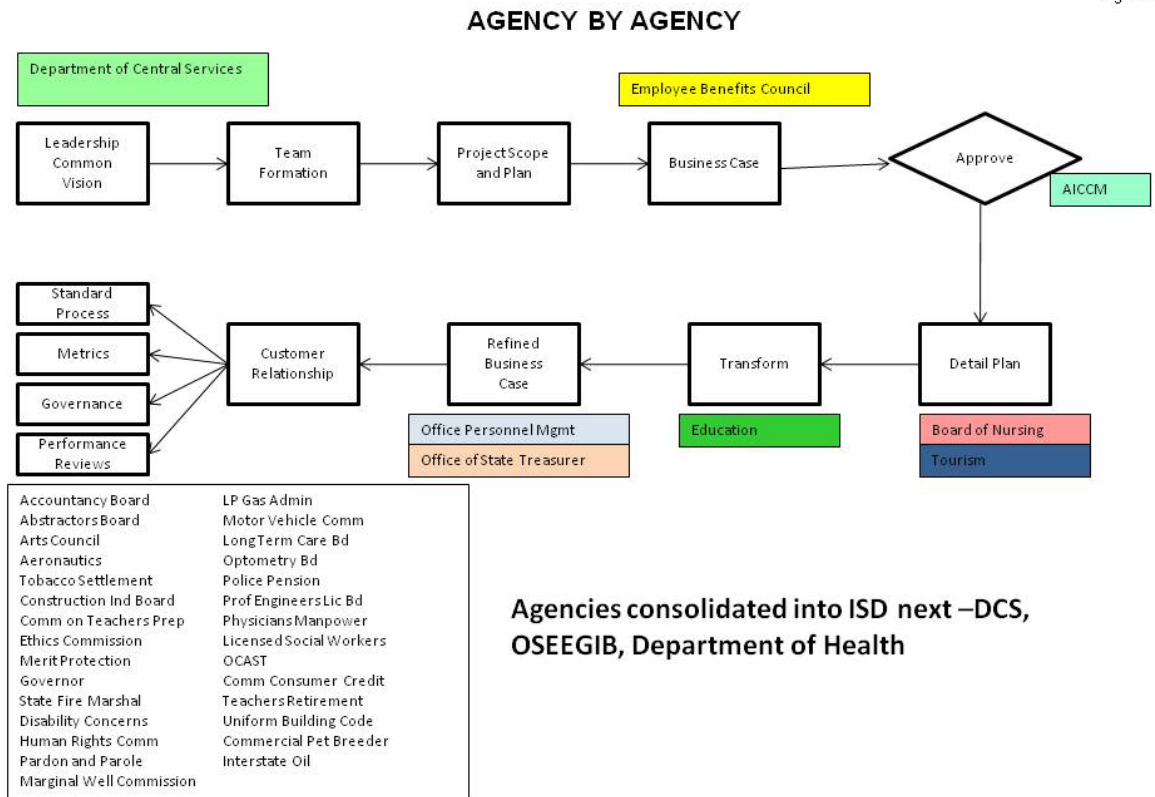 AGENCY BY AGENCY
Department of Central Services
Employee Benefits Council
Leadership
Common
Vision
Team
Formation
Project Scope
and Plan
Business Case
Approve
AICCM
Standard
Process
Metrics
Governance
Performance
Reviews
Customer
Relationship
Refined
Business
Case
Transform
Detail Plan
Office Personnel Mgmt
Office of State Treasurer
Education
Board of Nursing
Tourism
Accountancy Board
Abstractors Board
Arts Council
Aeronautics
Tobacco Settlement
Construction Ind Board
Comm on Teachers Prep
Ethics Commission
Merit Protection
Governor
State Fire Marshal
Disability Concerns
Human Rights Comm
Pardon and Parole
Marginal Well Commission
LP Gas Admin
Motor Vehicle Comm
Long Term Care Bd
Optometry Bd
Police Pension
Prof Engineers Lic Bd
Physicians Manpower
Licensed Social Workers
OCAST
Comm Consumer Credit
Teachers Retirement
Uniform Building Code
Commercial Pet Breeder
Interstate Oil
Agencies consolidated into ISD next –DCS,
OSEEGIB, Department of Health